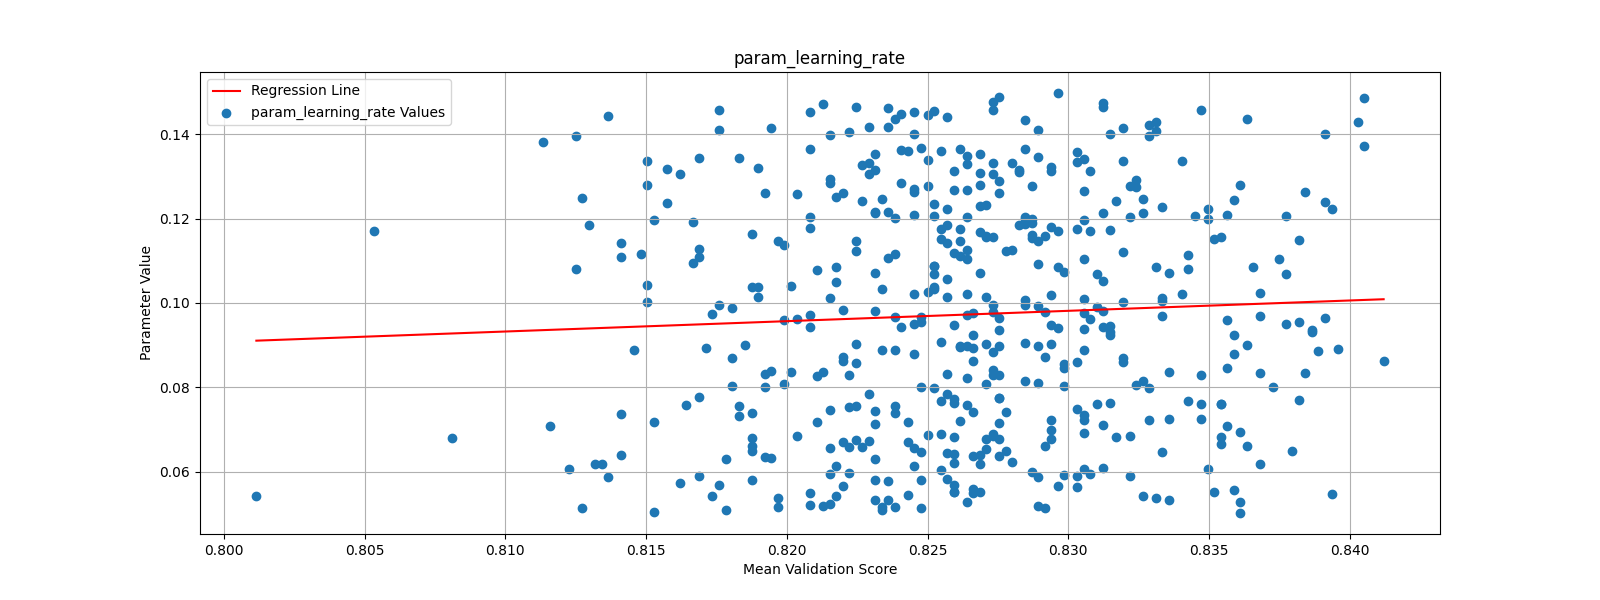 param_learning_rate
Regression Line
param_learning_rate Values
Parameter Value
0.14
0.12
0.10
0.08
0.06
0.800 0.805 0.810 0.815 0.820 0.825 0.830 0.835 0.840
Mean Validation Score